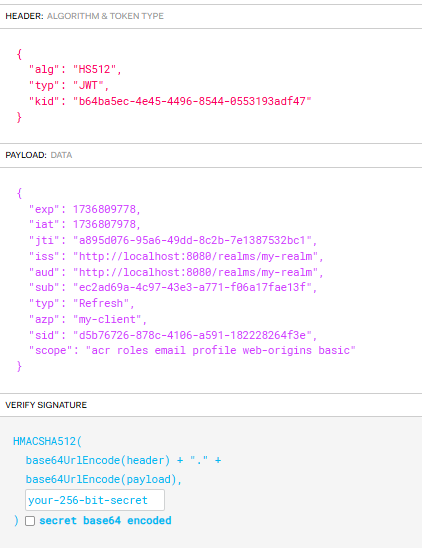 HEADER: ALGORITHM & TOKEN TYPE
{
"alg": "HS512",
"typ": "JWT",
"kid": "b64ba5ec-4e45-4496-8544-0553193adf47"
}
PAYLOAD: DATA
{
"exp": 1736809778,
"iat": 1736807978,
"jti": "a895d076-95a6-49dd-8c2b-7e1387532bc1",
"iss": "http://localhost:8080/realms/my-realm",
"aud": "http://localhost:8080/realms/my-realm",
"sub": "ec2ad69a-4c97-43e3-a771-f06a17fae13f",
"typ": "Refresh",
"azp": "my-client",
"sid": "d5b76726-878c-4106-a591-182228264f3e",
"scope": "acr roles email profile web-origins basic"
}
VERIFY SIGNATURE
HMACSHA512(
base64UrlEncode(header) + "." +
base64UrlEncode(payload),
your-256-bit-secret
) secret base64 encoded